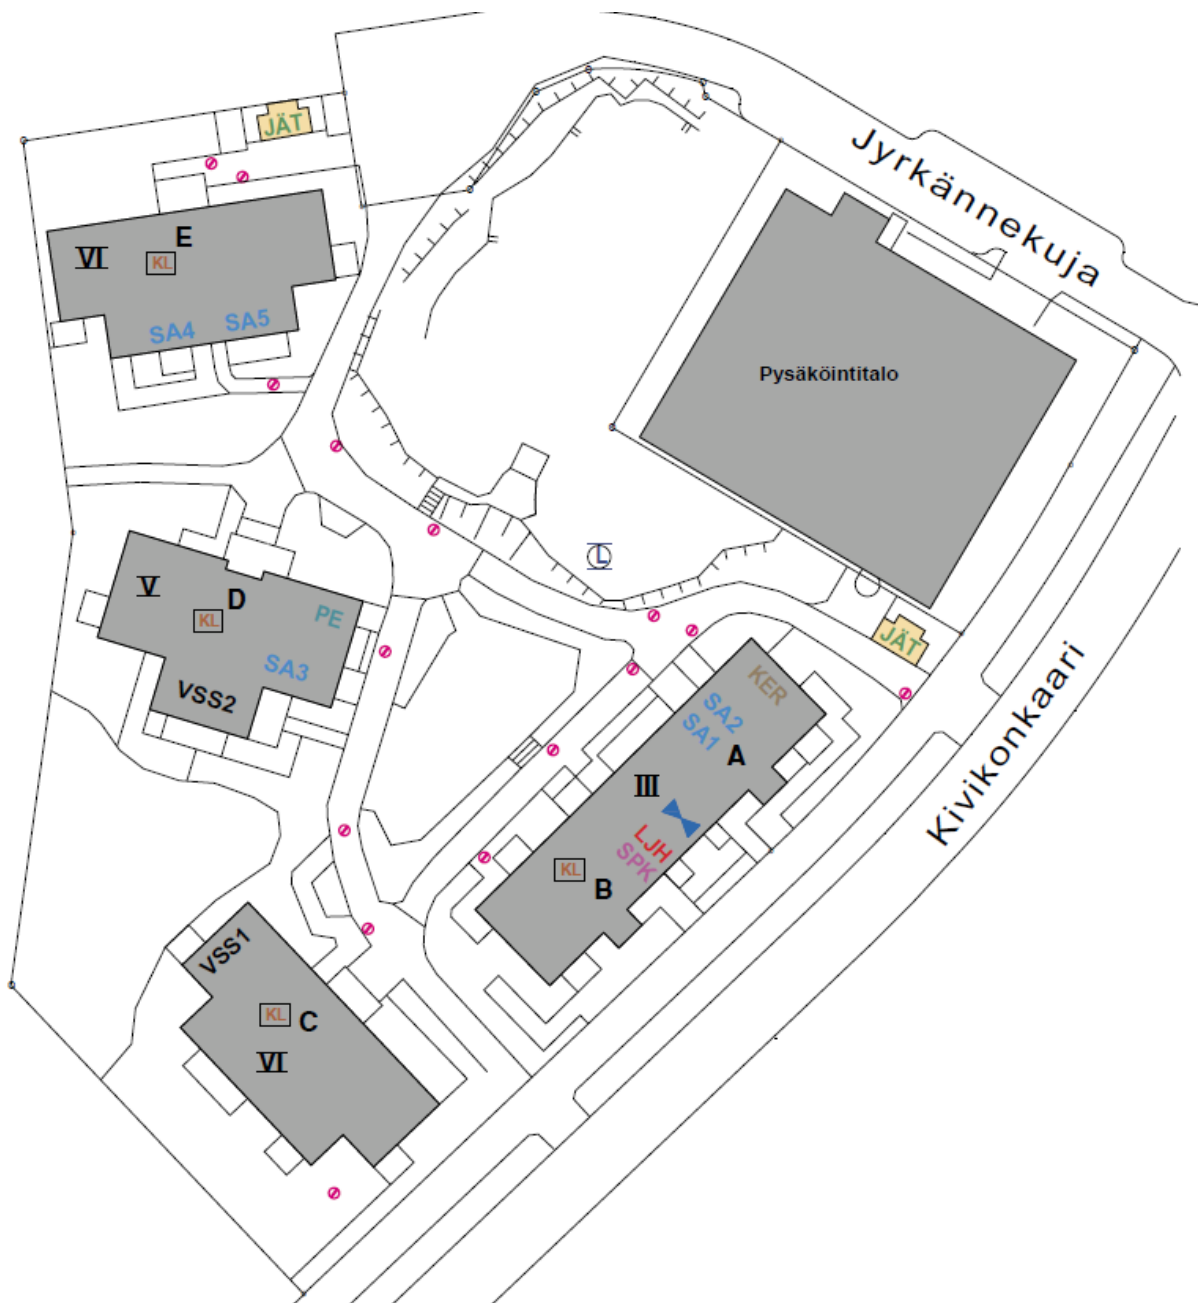 JÄT
Jyrkännekuja
E
VI
KL
SA4
SA5
Pysäköintitalo
L
V
D
KL
PE
SA3
VSS2
JÄT
KER
SA2
SA1
A
III
LJH
SPK
KL
B
Kivikonkaari
VSS1
KL
C
VI